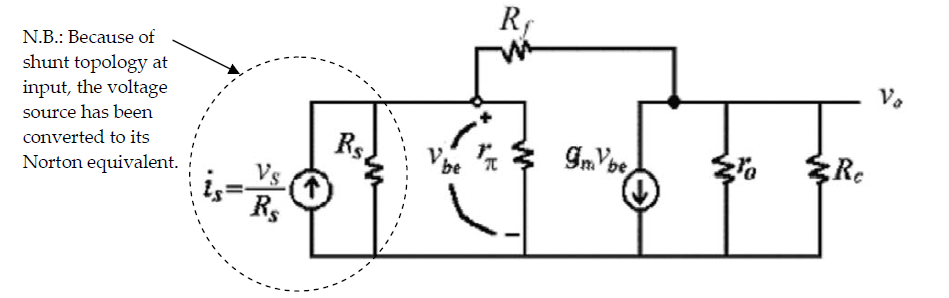 N.B.: Because of
shunt topology at
input, the voltage
source has been
converted to its
Norton equivalent.
R_f
i_s = v_s / R_s
R_s
+
v_be
r_π
−
g_m v_be
r_o
R_c
v_o